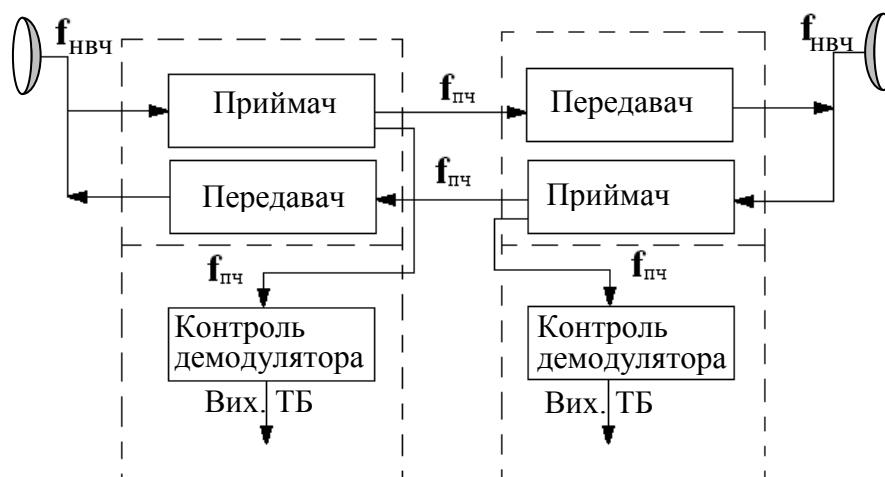 fнвч
fнвч
Приймач
fпч
Передавач
Передавач
fпч
Приймач
fпч
fпч
Контроль
демодулятора
Контроль
демодулятора
Вих. ТБ
Вих. ТБ